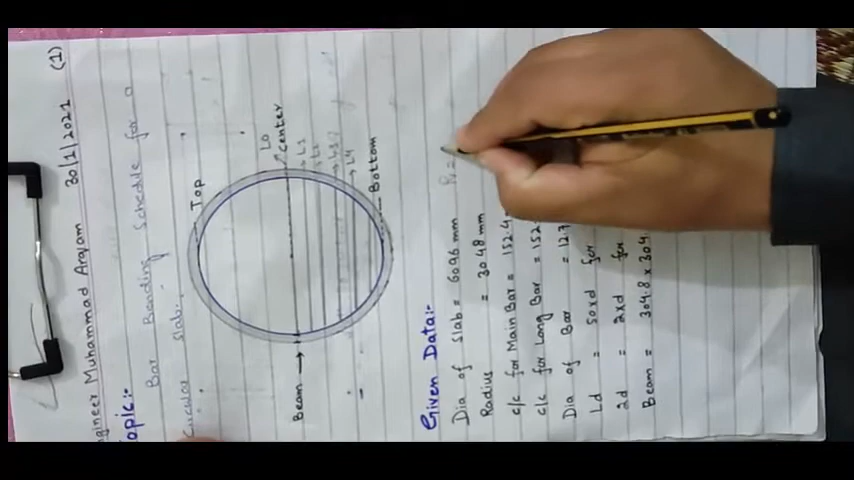 Engineer Muhammad Arqam 30/1/2021 (1)
Topic:-
Bar Bending Schedule for a
Circular slab:-
Top
L0
Center
L1
L2
L3
L4
Beam
Bottom
Given Data:-
Dia of slab = 6096 mm
Radius = 3048 mm
c/c for Main Bar = 152.4
c/c for Long Bar = 152.
Dia of Bar = 12.7
Ld = 50xd for
2d = 2xd for
Beam = 304.8 x 304.